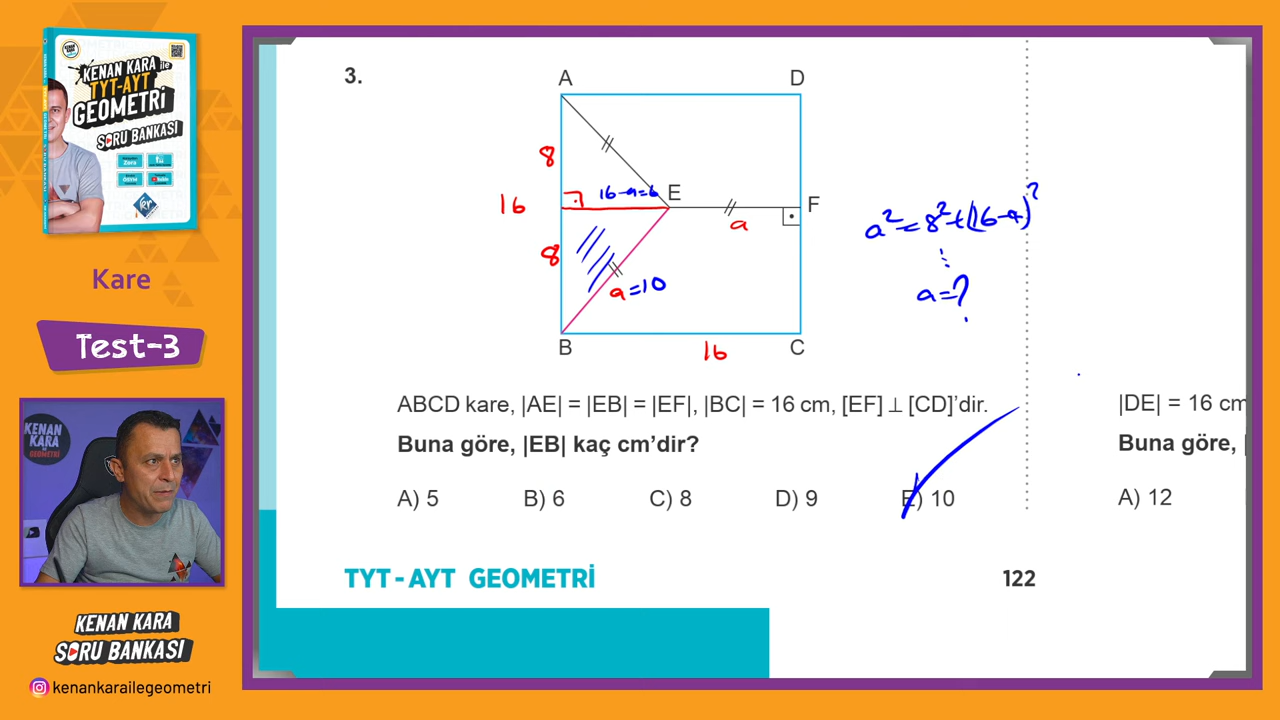 KENAN KARA ile
TYT-AYT
GEOMETRİ
SORU BANKASI
Kare
Test-3
KENAN
KARA
GEOMETRİ
KENAN KARA
SORU BANKASI
kenankarailegeometri
3.
A
D
8
16-a=6
E
16
F
a
8
a=10
B
C
16
a²=8²+(16-a)²
⋮
a=?
ABCD kare, |AE| = |EB| = |EF|, |BC| = 16 cm, [EF] ⊥ [CD]'dir.
Buna göre, |EB| kaç cm'dir?
A) 5 B) 6 C) 8 D) 9 E) 10
|DE| = 16 cm
Buna göre, |
A) 12
TYT - AYT GEOMETRİ
122